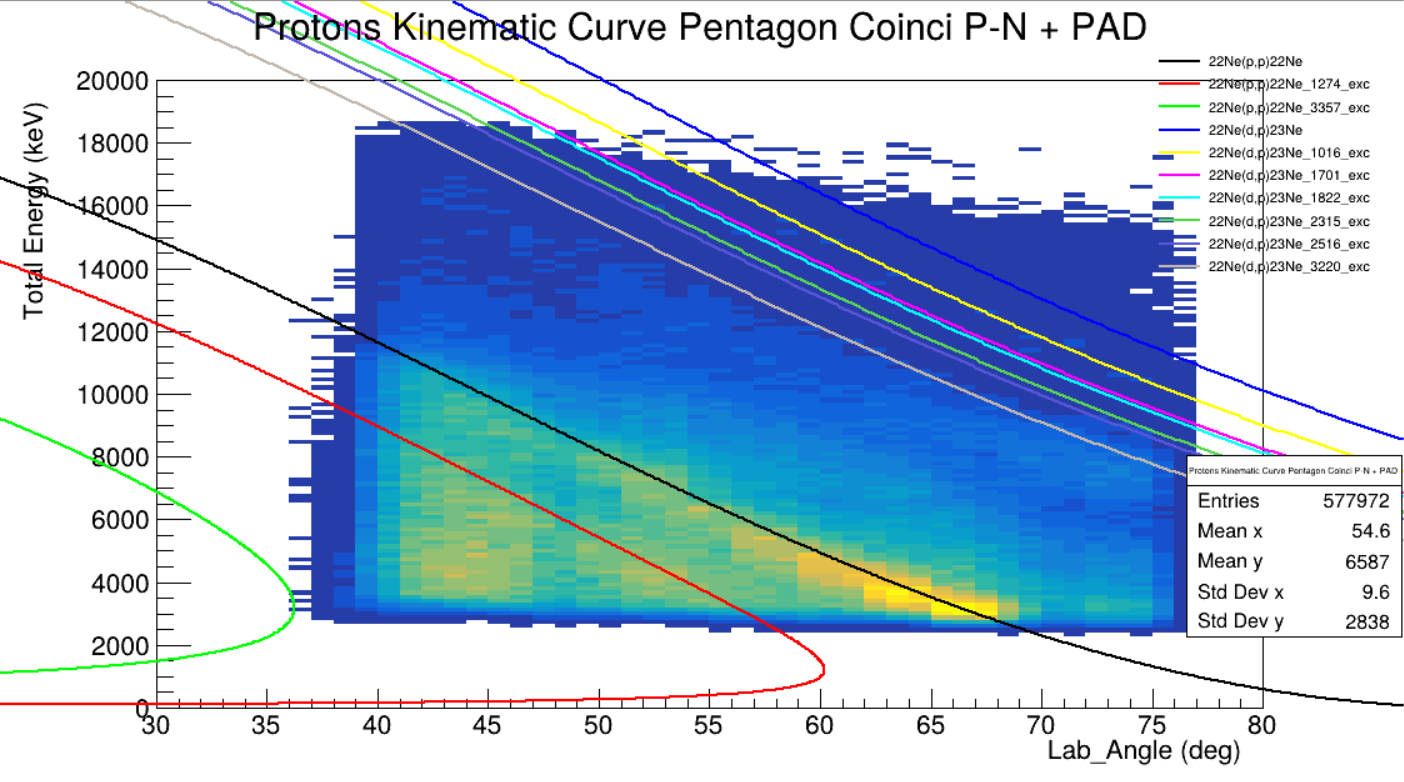 Protons Kinematic Curve Pentagon Coinci P-N + PAD
Total Energy (keV)
20000
18000
16000
14000
12000
10000
8000
6000
4000
2000
0
30 35 40 45 50 55 60 65 70 75 80
Lab_Angle (deg)
22Ne(p,p)22Ne
22Ne(p,p)22Ne_1274_exc
22Ne(p,p)22Ne_3357_exc
22Ne(d,p)23Ne
22Ne(d,p)23Ne_1016_exc
22Ne(d,p)23Ne_1701_exc
22Ne(d,p)23Ne_1822_exc
22Ne(d,p)23Ne_2315_exc
22Ne(d,p)23Ne_2516_exc
22Ne(d,p)23Ne_3220_exc
Protons Kinematic Curve Pentagon Coinci P-N + PAD
Entries 577972
Mean x 54.6
Mean y 6587
Std Dev x 9.6
Std Dev y 2838